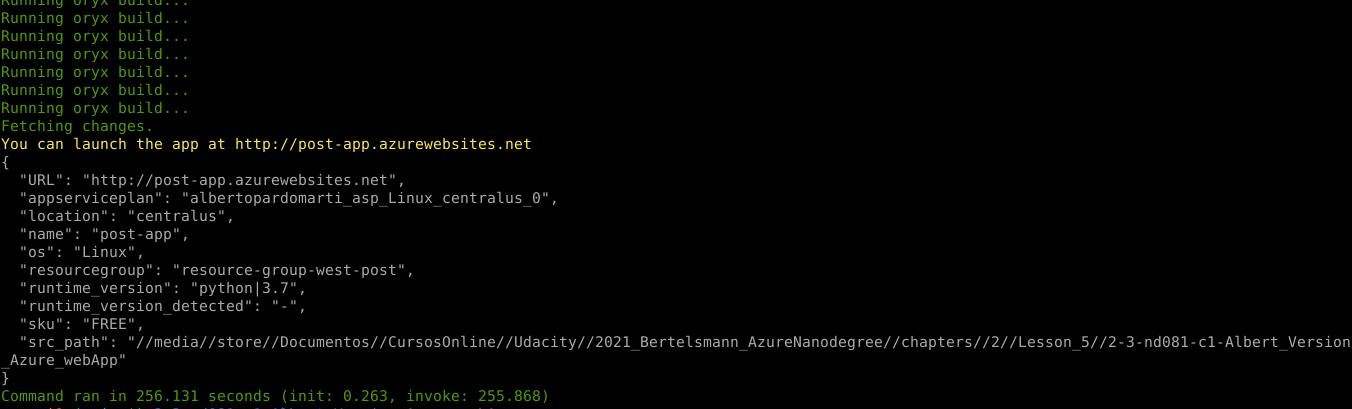 Running oryx build...
Running oryx build...
Running oryx build...
Running oryx build...
Running oryx build...
Running oryx build...
Running oryx build...
Fetching changes.
You can launch the app at http://post-app.azurewebsites.net
{
  "URL": "http://post-app.azurewebsites.net",
  "appserviceplan": "albertopardomarti_asp_Linux_centralus_0",
  "location": "centralus",
  "name": "post-app",
  "os": "Linux",
  "resourcegroup": "resource-group-west-post",
  "runtime_version": "python|3.7",
  "runtime_version_detected": "-",
  "sku": "FREE",
  "src_path": "//media//store//Documentos//CursosOnline//Udacity//2021_Bertelsmann_AzureNanodegree//chapters//2//Lesson_5//2-3-nd081-c1-Albert_Version
_Azure_webApp"
}
Command ran in 256.131 seconds (init: 0.263, invoke: 255.868)